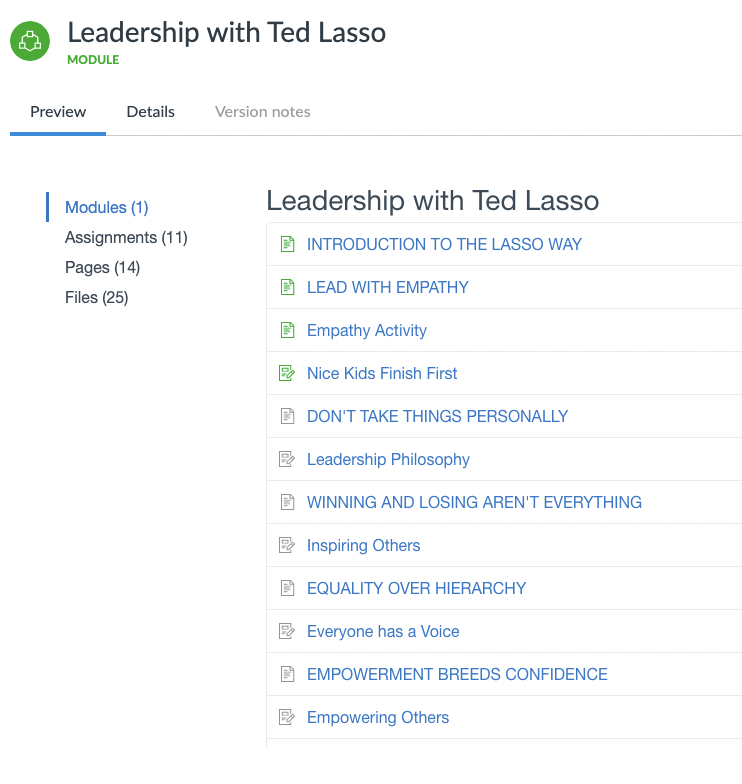 Leadership with Ted Lasso
MODULE
Preview Details Version notes
Modules (1)
Assignments (11)
Pages (14)
Files (25)
Leadership with Ted Lasso
INTRODUCTION TO THE LASSO WAY
LEAD WITH EMPATHY
Empathy Activity
Nice Kids Finish First
DON'T TAKE THINGS PERSONALLY
Leadership Philosophy
WINNING AND LOSING AREN'T EVERYTHING
Inspiring Others
EQUALITY OVER HIERARCHY
Everyone has a Voice
EMPOWERMENT BREEDS CONFIDENCE
Empowering Others